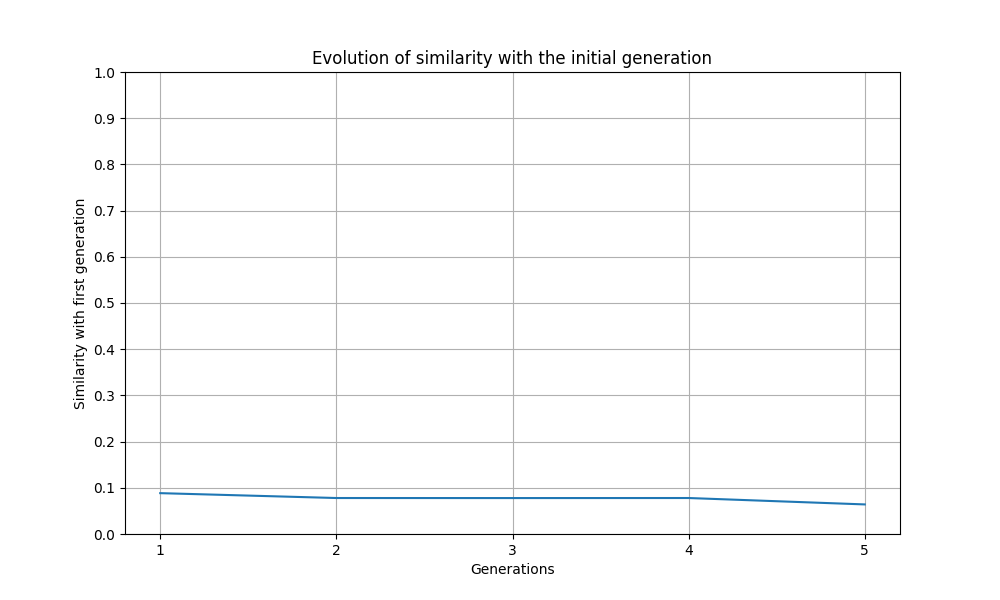 Evolution of similarity with the initial generation
1.0
0.9
0.8
0.7
0.6
0.5
0.4
0.3
0.2
0.1
0.0
Similarity with first generation
1 2 3 4 5
Generations